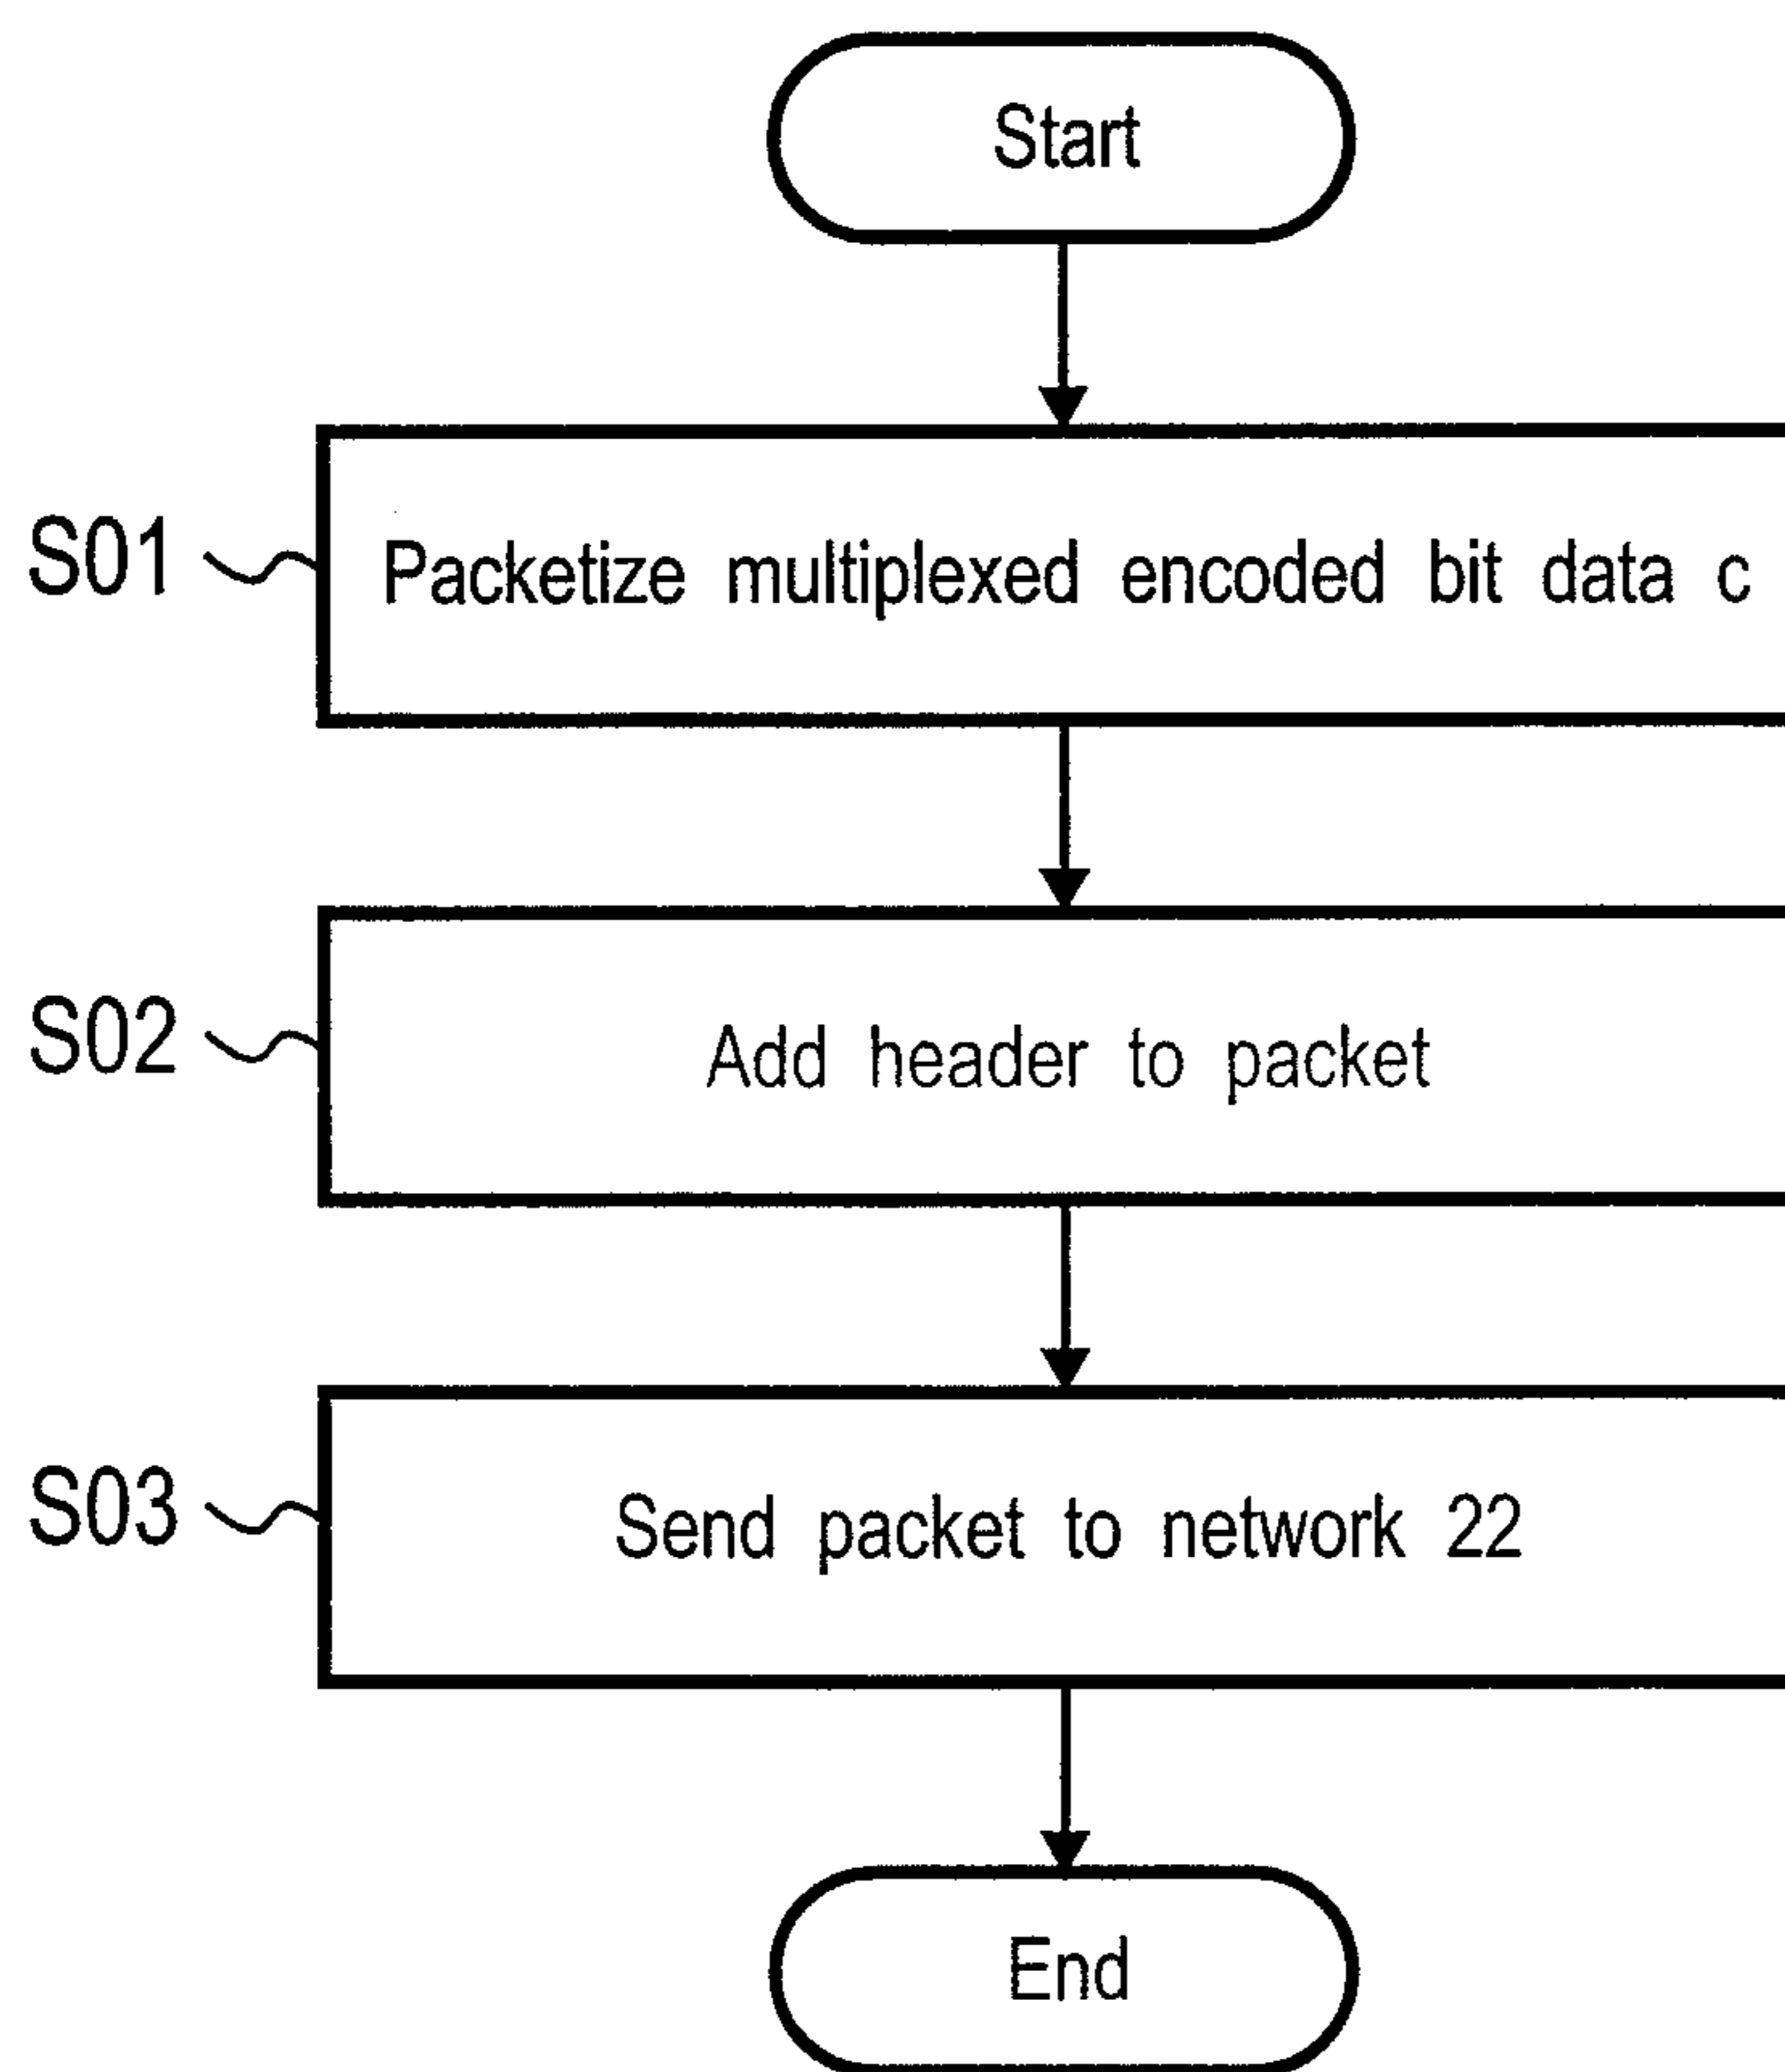 Start
S01 Packetize multiplexed encoded bit data c
S02 Add header to packet
S03 Send packet to network 22
End